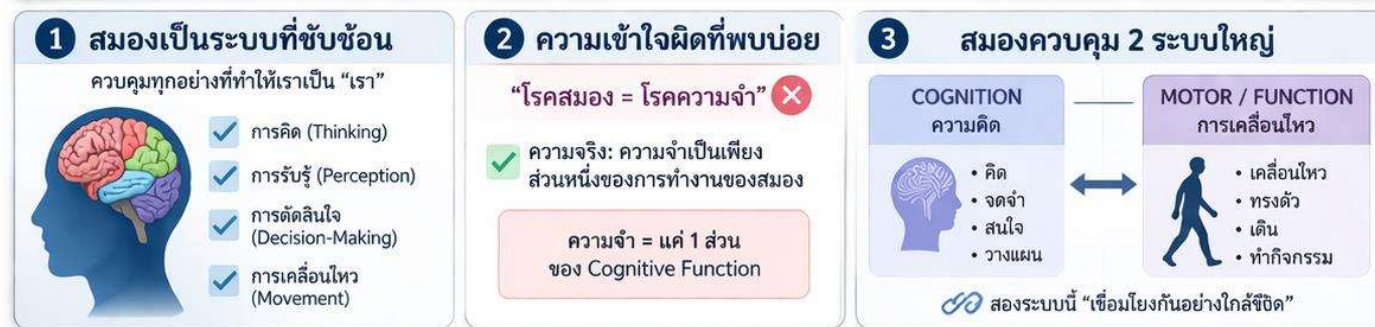 1 สมองเป็นระบบที่ซับซ้อน
ควบคุมทุกอย่างที่ทำให้เราเป็น “เรา”
การคิด (Thinking)
การรับรู้ (Perception)
การตัดสินใจ
(Decision-Making)
การเคลื่อนไหว
(Movement)
2 ความเข้าใจผิดที่พบบ่อย
“โรคสมอง = โรคความจำ”
ความจริง: ความจำเป็นเพียง
ส่วนหนึ่งของการทำงานของสมอง
ความจำ = แค่ 1 ส่วน
ของ Cognitive Function
3 สมองควบคุม 2 ระบบใหญ่
COGNITION
ความคิด
• คิด
• จดจำ
• สนใจ
• วางแผน
MOTOR / FUNCTION
การเคลื่อนไหว
• เคลื่อนไหว
• ทรงตัว
• เดิน
• ทำกิจกรรม
สองระบบนี้ “เชื่อมโยงกันอย่างใกล้